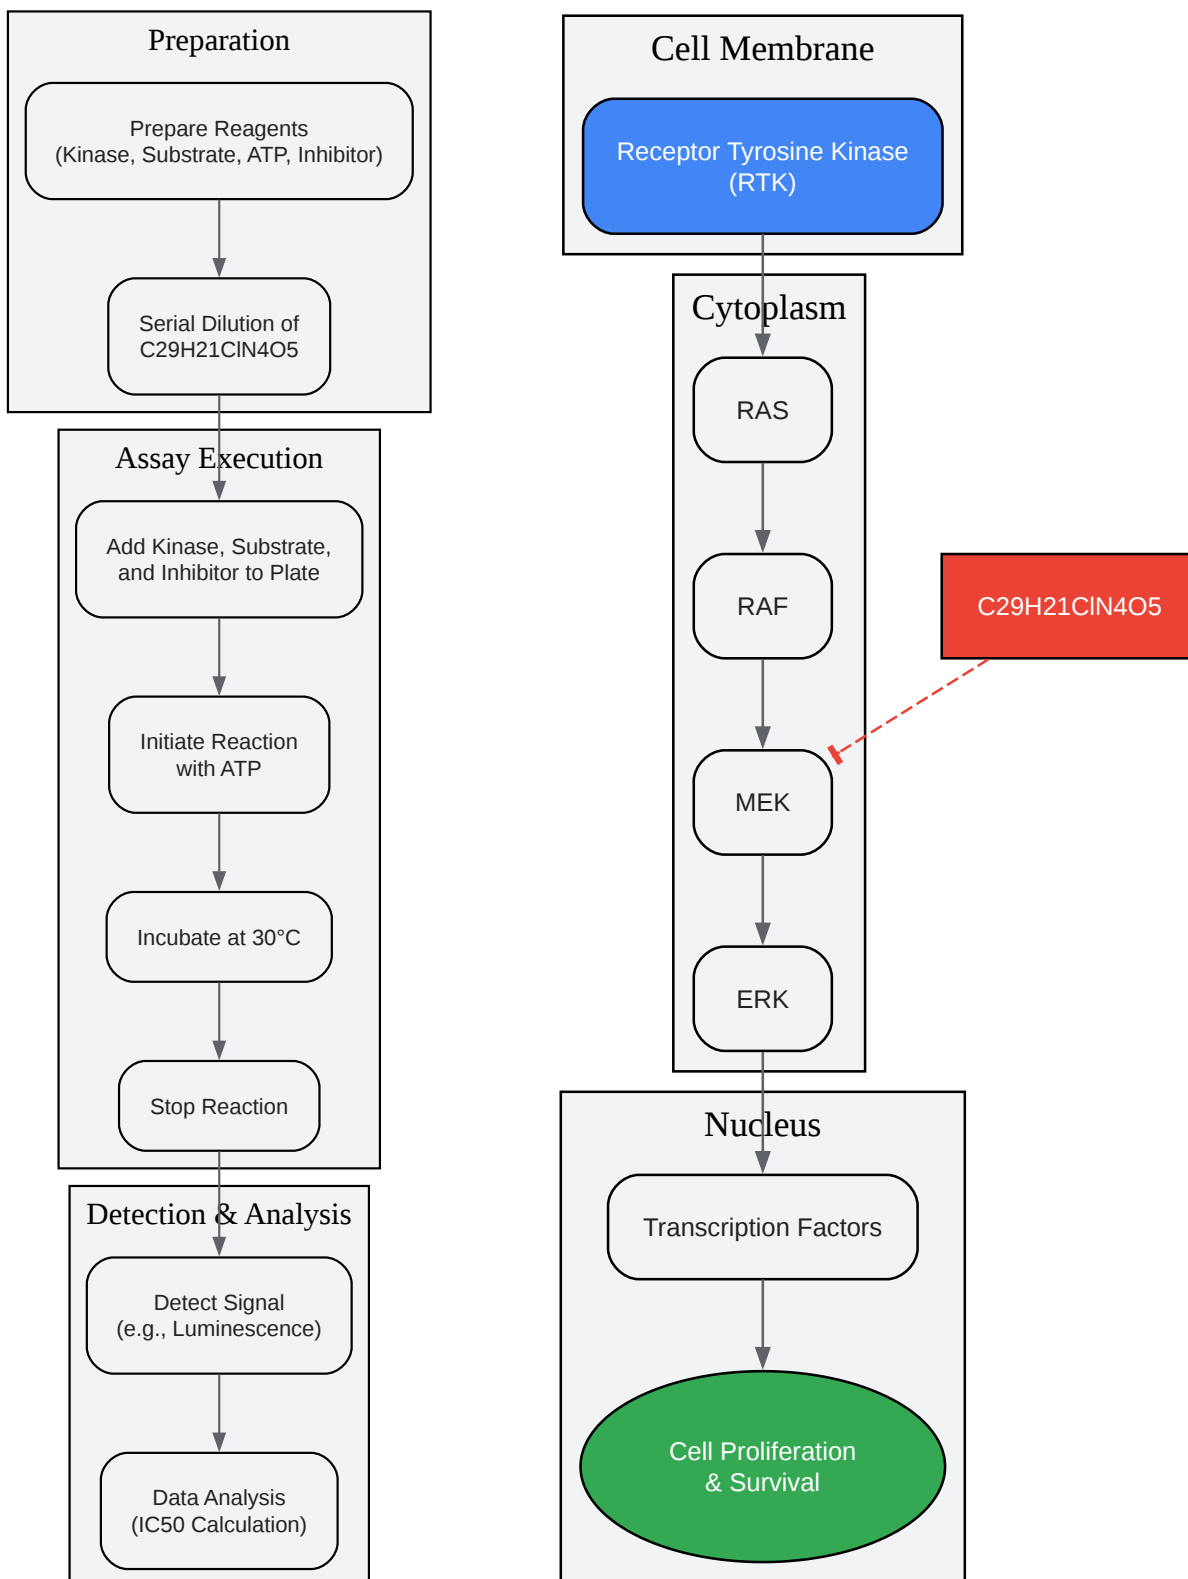 Preparation
Prepare Reagents
(Kinase, Substrate, ATP, Inhibitor)
Serial Dilution of
C29H21ClN4O5
Assay Execution
Add Kinase, Substrate,
and Inhibitor to Plate
Initiate Reaction
with ATP
Incubate at 30°C
Stop Reaction
Detection & Analysis
Detect Signal
(e.g., Luminescence)
Data Analysis
(IC50 Calculation)
Cell Membrane
Receptor Tyrosine Kinase
(RTK)
Cytoplasm
RAS
RAF
C29H21ClN4O5
MEK
ERK
Nucleus
Transcription Factors
Cell Proliferation
& Survival